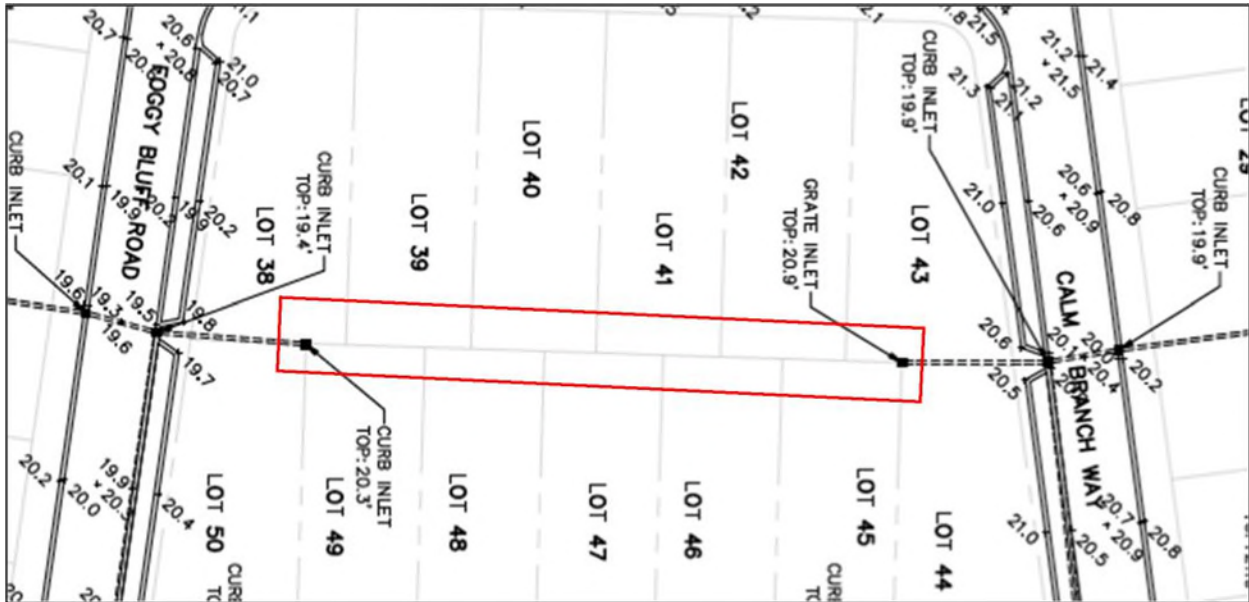 20.7
20.6
20.8
21.0
20.7
FOGGY BLUFF ROAD
20.1
19.9
20.2
19.9
20.2
CURB INLET
19.6
19.3
19.6
19.5
19.8
19.7
CURB INLET
TOP: 19.4'
LOT 38
LOT 39
LOT 40
LOT 41
LOT 42
LOT 43
GRATE INLET
TOP: 20.9'
CURB INLET
TOP: 19.9'
21.5
21.3
21.2
21.1
21.0
20.6
21.2
21.4
21.5
20.6
20.8
20.9
CURB INLET
TOP: 19.9'
CALM BRANCH WAY
20.6
20.5
20.1
20.0
20.2
20.1
CURB INLET
TOP: 20.3'
20.2
20.0
19.9
20.3
20.4
LOT 50
LOT 49
LOT 48
LOT 47
LOT 46
LOT 45
LOT 44
21.0
20.5
20.7
20.9
20.8